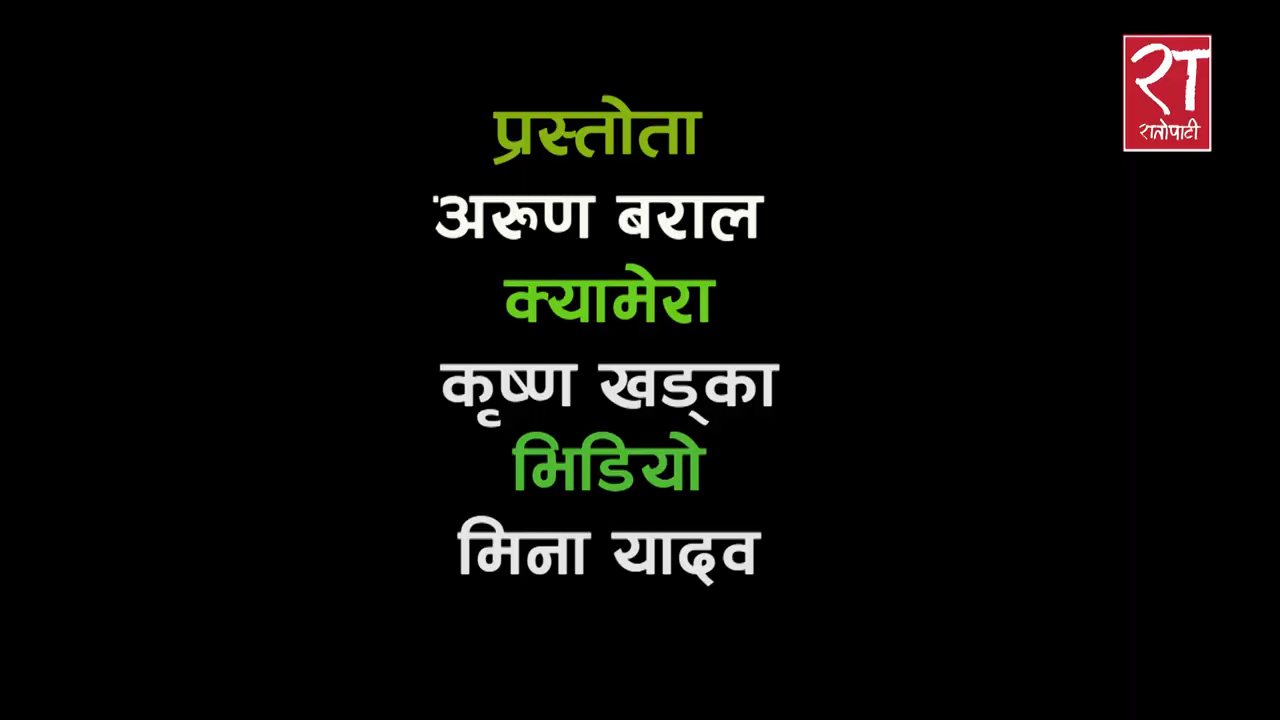 प्रस्तोता
अरूण बराल
क्यामेरा
कृष्ण खड्का
भिडियो
मिना यादव
रा
रातोपाटी